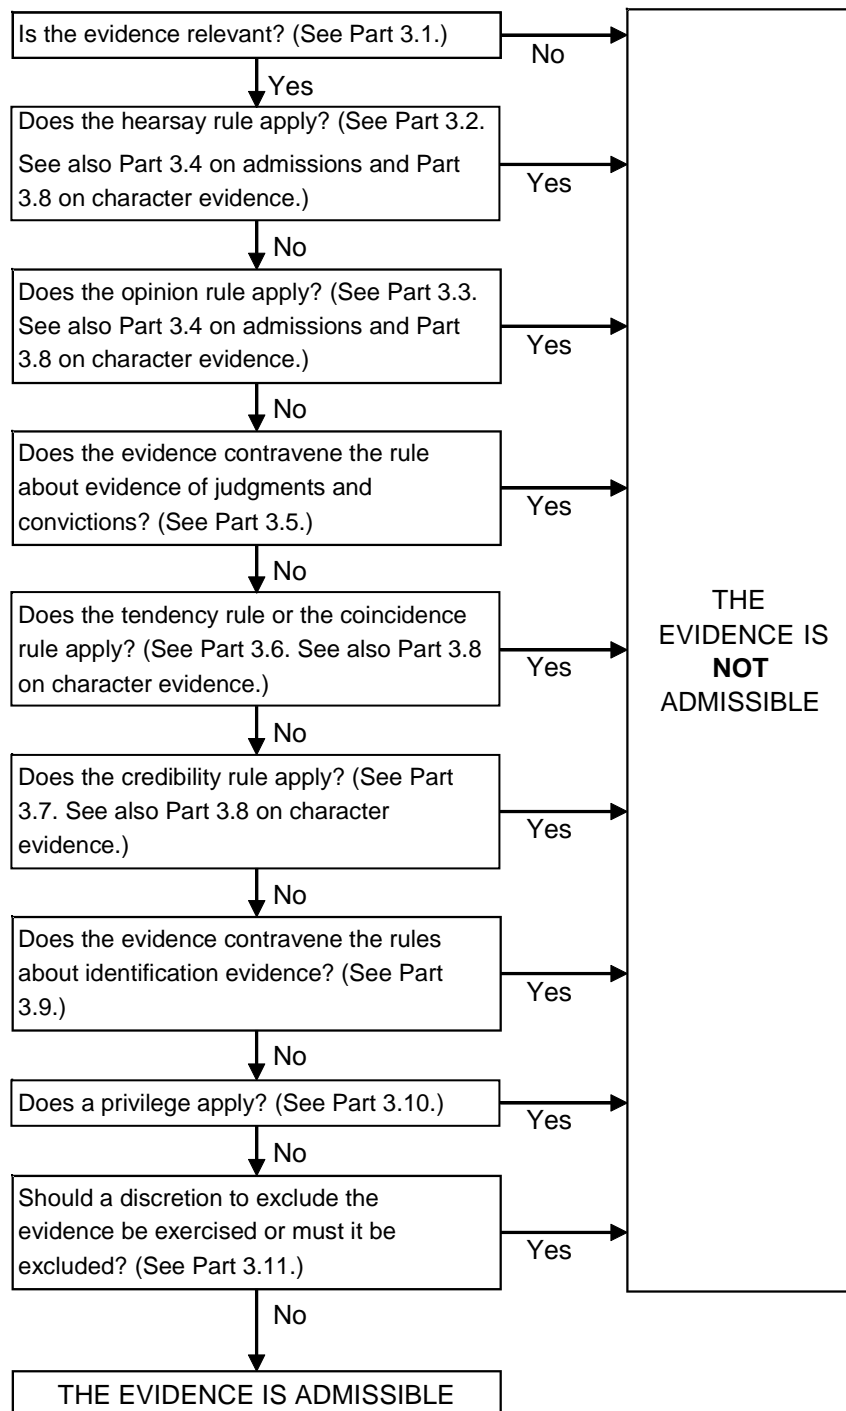 Is the evidence relevant? (See Part 3.1.)
No
Yes
Does the hearsay rule apply? (See Part 3.2.
See also Part 3.4 on admissions and Part
3.8 on character evidence.)
Yes
No
Does the opinion rule apply? (See Part 3.3.
See also Part 3.4 on admissions and Part
3.8 on character evidence.)
Yes
No
Does the evidence contravene the rule
about evidence of judgments and
convictions? (See Part 3.5.)
Yes
No
Does the tendency rule or the coincidence
rule apply? (See Part 3.6. See also Part 3.8
on character evidence.)
Yes
No
Does the credibility rule apply? (See Part
3.7. See also Part 3.8 on character
evidence.)
Yes
No
Does the evidence contravene the rules
about identification evidence? (See Part
3.9.)
Yes
No
Does a privilege apply? (See Part 3.10.)
Yes
No
Should a discretion to exclude the
evidence be exercised or must it be
excluded? (See Part 3.11.)
Yes
No
THE EVIDENCE IS ADMISSIBLE
THE
EVIDENCE IS
NOT
ADMISSIBLE